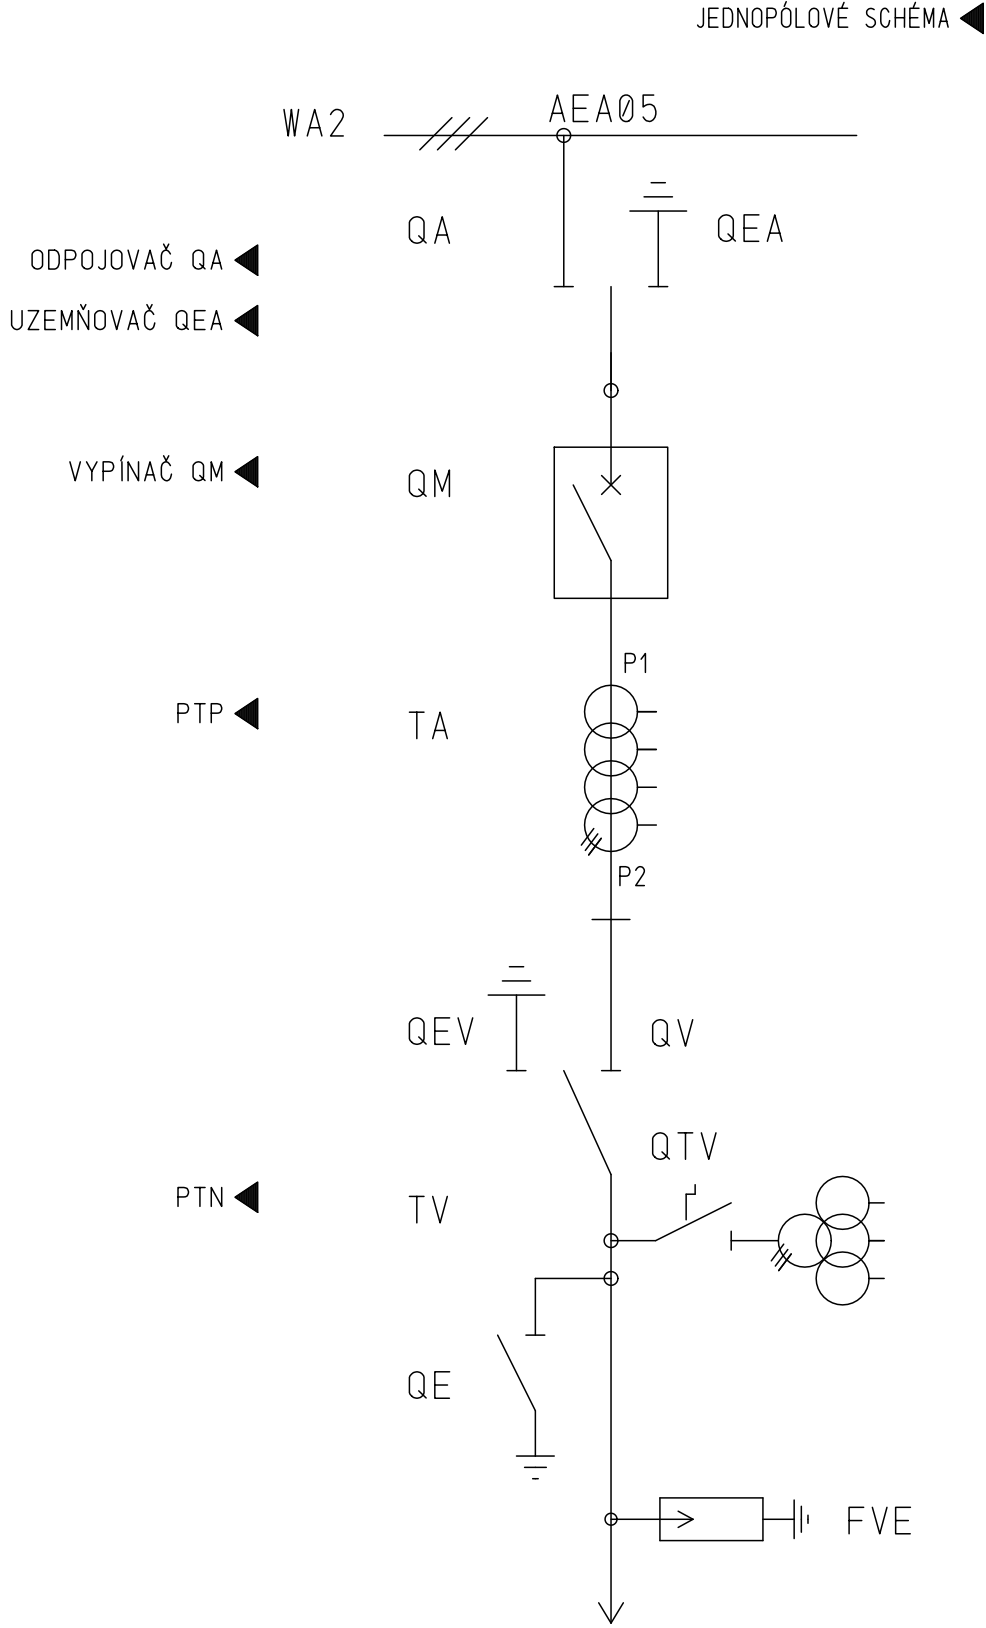 JEDNOPÓLOVÉ SCHÉMA
WA2
AEA05
QA
QEA
ODPOJOVAČ QA
UZEMŇOVAČ QEA
VYPÍNAČ QM
QM
P1
PTP
TA
P2
QEV
QV
QTV
PTN
TV
QE
FVE